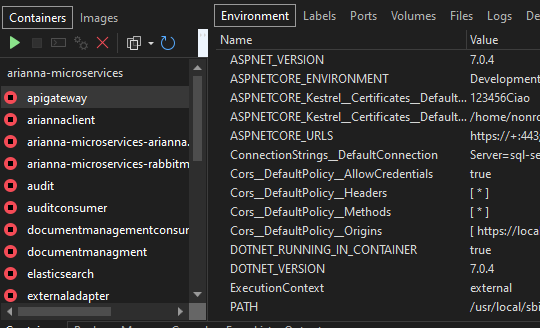 Containers Images
arianna-microservices
apigateway
ariannaclient
arianna-microservices-arianna.
arianna-microservices-rabbitm
audit
auditconsumer
documentmanagementconsu
documentmanagment
elasticsearch
externaladapter
Environment Labels Ports Volumes Files Logs De
Name Value
ASPNET_VERSION 7.0.4
ASPNETCORE_ENVIRONMENT Development
ASPNETCORE_Kestrel__Certificates__Default... 123456Ciao
ASPNETCORE_Kestrel__Certificates__Default... /home/nonro
ASPNETCORE_URLS https://+:443,
ConnectionStrings__DefaultConnection Server=sql-se
Cors__DefaultPolicy__AllowCredentials true
Cors__DefaultPolicy__Headers [ * ]
Cors__DefaultPolicy__Methods [ * ]
Cors__DefaultPolicy__Origins [ https://loca
DOTNET_RUNNING_IN_CONTAINER true
DOTNET_VERSION 7.0.4
ExecutionContext external
PATH /usr/local/sbi